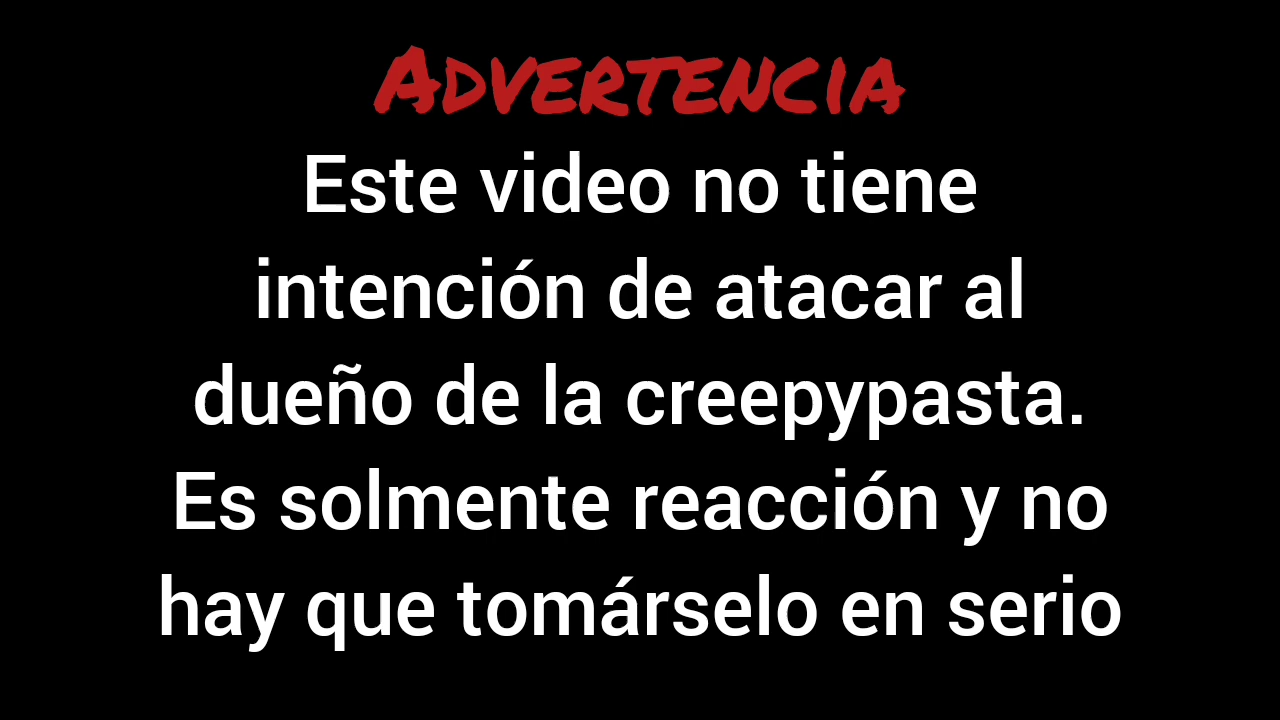 ADVERTENCIA
Este video no tiene
intención de atacar al
dueño de la creepypasta.
Es solmente reacción y no
hay que tomárselo en serio